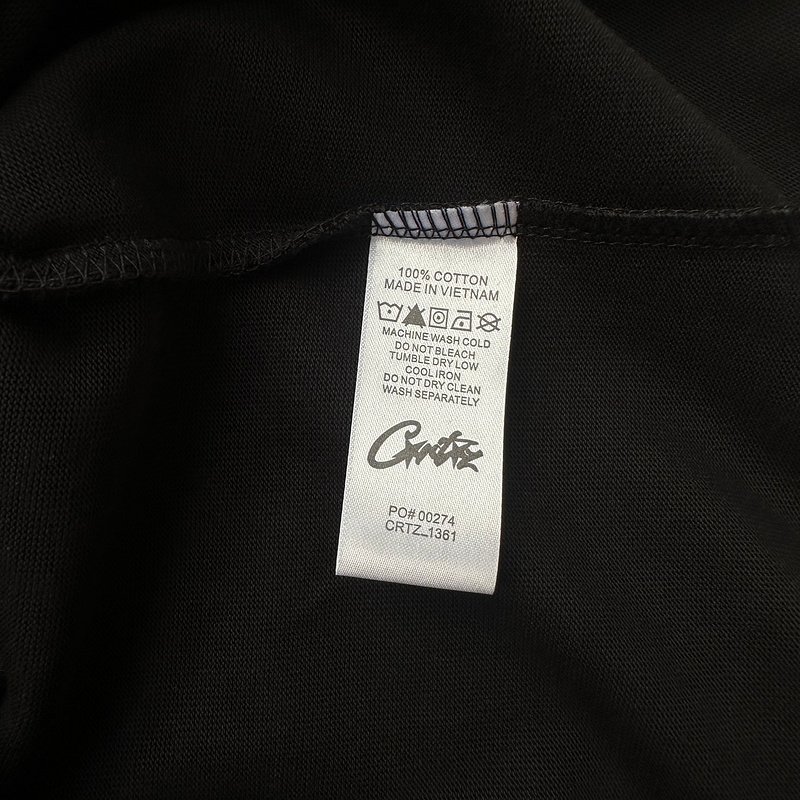 100% COTTON
MADE IN VIETNAM
MACHINE WASH COLD
DO NOT BLEACH
TUMBLE DRY LOW
COOL IRON
DO NOT DRY CLEAN
WASH SEPARATELY
Crrtz
PO# 00274
CRTZ_1361